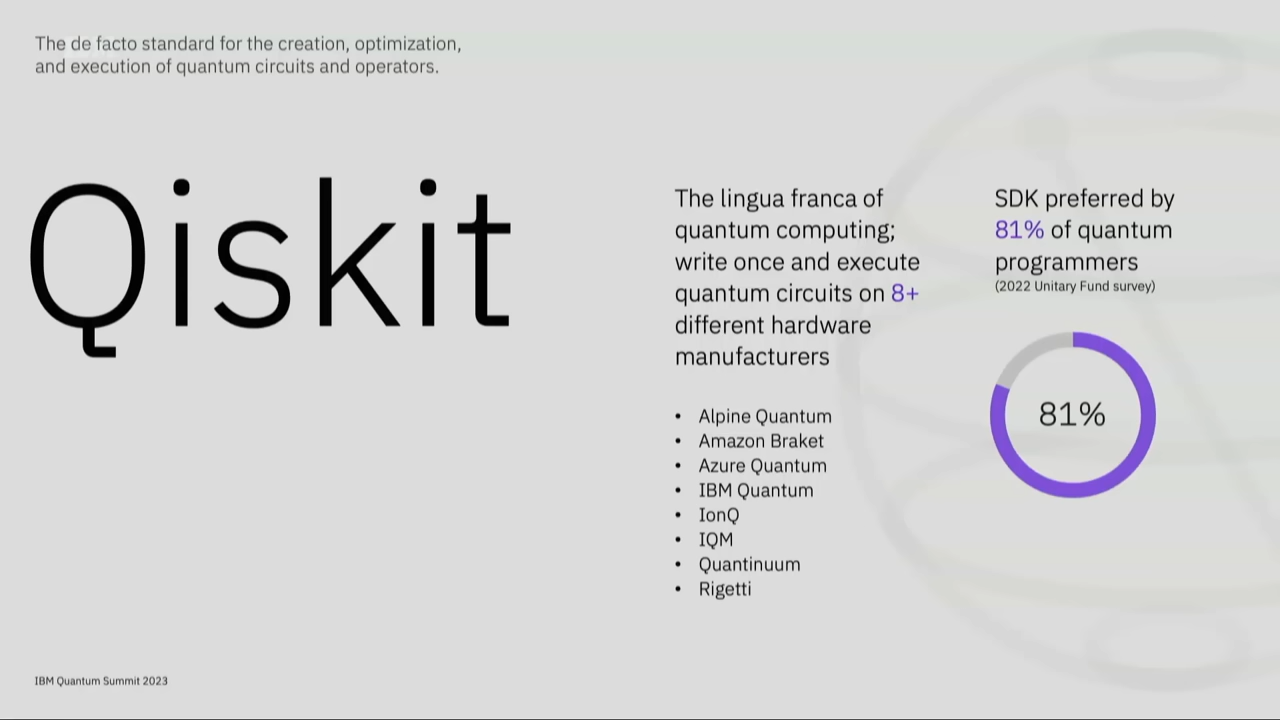 The de facto standard for the creation, optimization,
and execution of quantum circuits and operators.
Qiskit
The lingua franca of
quantum computing;
write once and execute
quantum circuits on 8+
different hardware
manufacturers
• Alpine Quantum
• Amazon Braket
• Azure Quantum
• IBM Quantum
• IonQ
• IQM
• Quantinuum
• Rigetti
SDK preferred by
81% of quantum
programmers
(2022 Unitary Fund survey)
81%
IBM Quantum Summit 2023